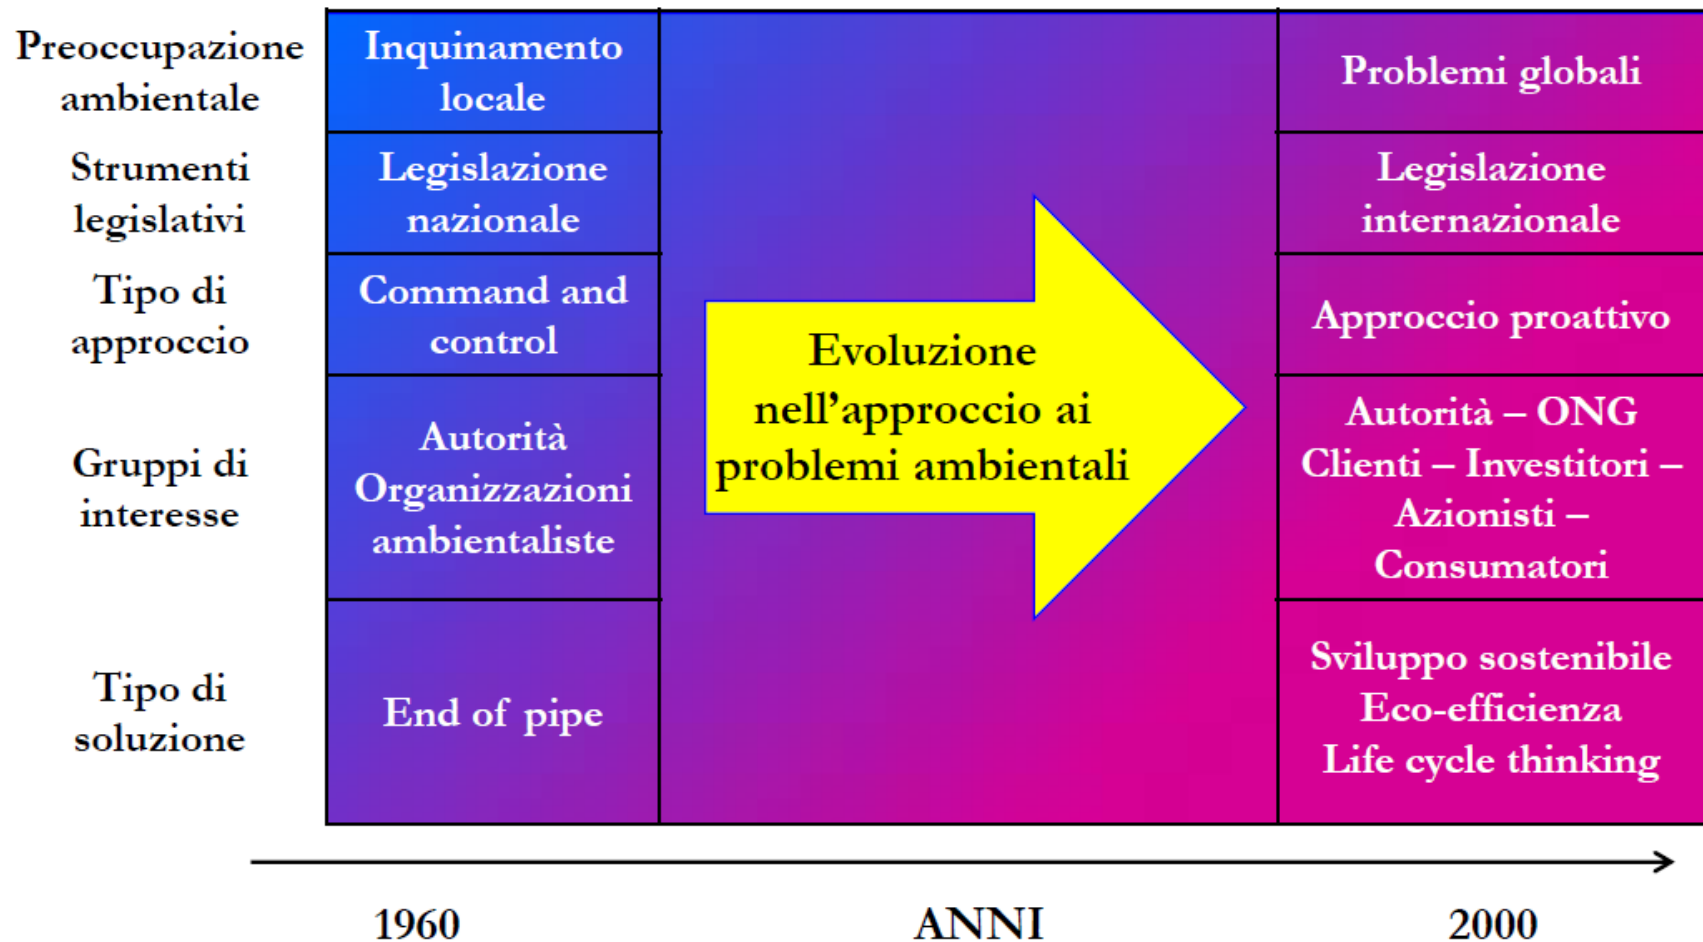 Preoccupazione
ambientale
Inquinamento
locale
Problemi globali
Strumenti
legislativi
Legislazione
nazionale
Legislazione
internazionale
Tipo di
approccio
Command and
control
Approccio proattivo
Evoluzione
nell’approccio ai
problemi ambientali
Gruppi di
interesse
Autorità
Organizzazioni
ambientaliste
Autorità – ONG
Clienti – Investitori –
Azionisti –
Consumatori
Tipo di
soluzione
End of pipe
Sviluppo sostenibile
Eco-efficienza
Life cycle thinking
1960
ANNI
2000